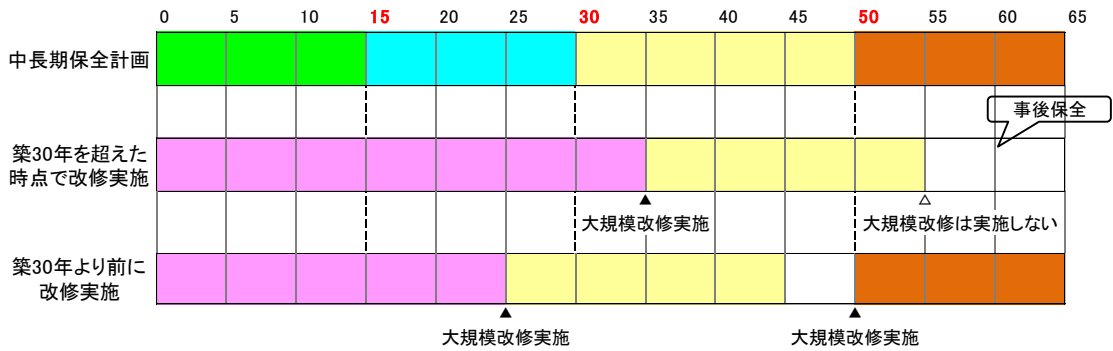 0 5 10 15 20 25 30 35 40 45 50 55 60 65
中長期保全計画
事後保全
築30年を超えた
時点で改修実施
大規模改修実施
大規模改修は実施しない
築30年より前に
改修実施
大規模改修実施
大規模改修実施